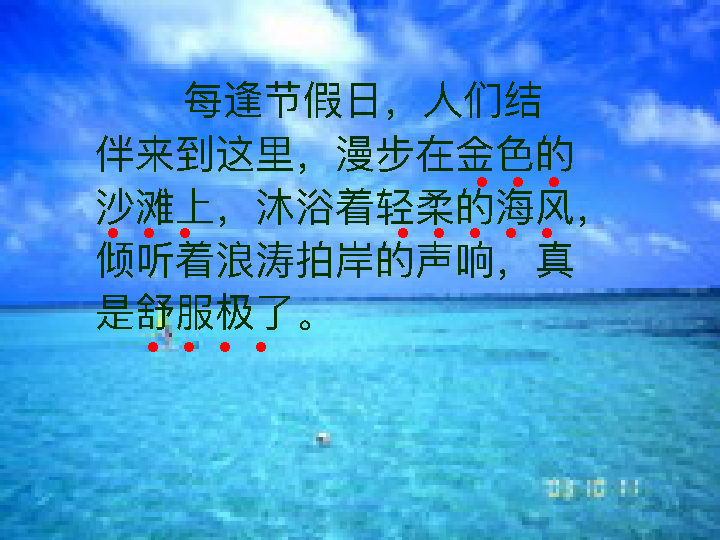 每逢节假日，人们结
伴来到这里，漫步在金色的
沙滩上，沐浴着轻柔的海风，
倾听着浪涛拍岸的声响，真
是舒服极了。
03 10 11